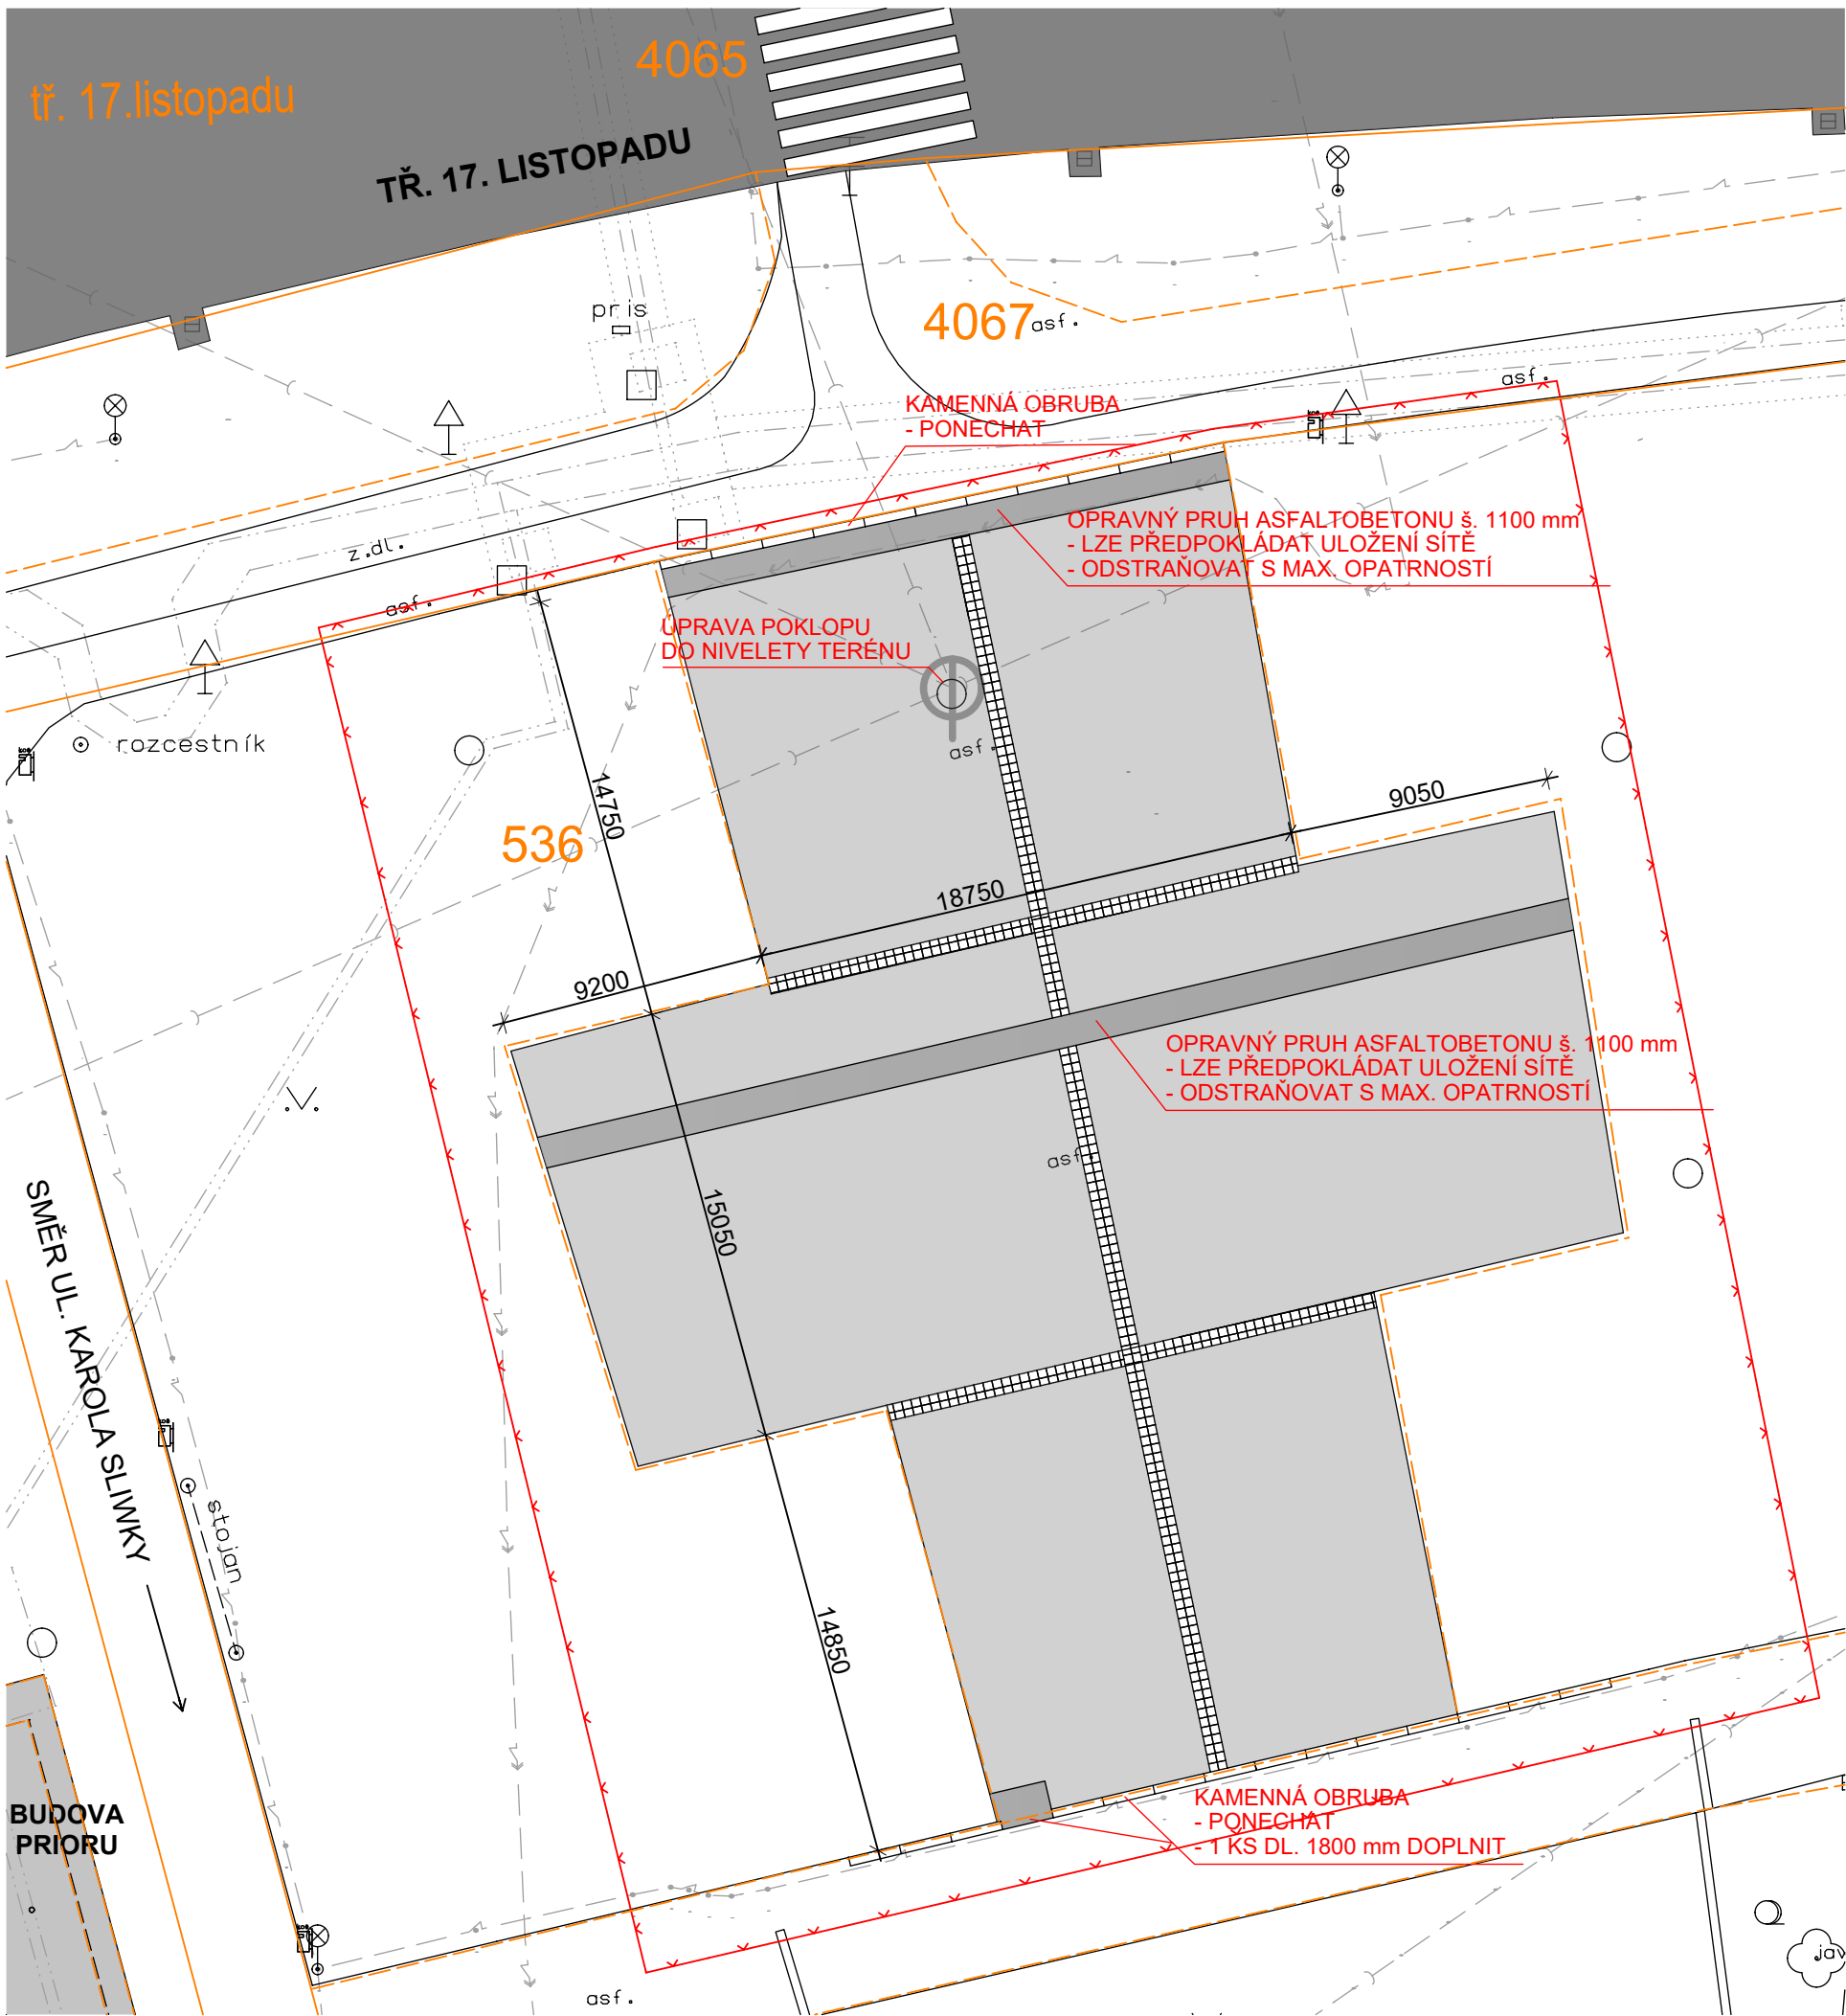 4065
tř. 17.listopadu
TŘ. 17. LISTOPADU
pris
4067
asf.
asf.
KAMENNÁ OBRUBA
- PONECHAT
OPRAVNÝ PRUH ASFALTOBETONU š. 1100 mm
- LZE PŘEDPOKLÁDAT ULOŽENÍ SÍTĚ
- ODSTRAŇOVAT S MAX. OPATRNOSTÍ
z.dl.
asf.
ÚPRAVA POKLOPU
DO NIVELETY TERÉNU
rozcestník
asf.
14750
9050
536
18750
9200
OPRAVNÝ PRUH ASFALTOBETONU š. 1100 mm
- LZE PŘEDPOKLÁDAT ULOŽENÍ SÍTĚ
- ODSTRAŇOVAT S MAX. OPATRNOSTÍ
asf.
15050
SMĚR UL. KAROLA SLIWKY
stojan
14850
KAMENNÁ OBRUBA
- PONECHAT
- 1 KS DL. 1800 mm DOPLNIT
BUDOVA
PRIORU
jav
asf.